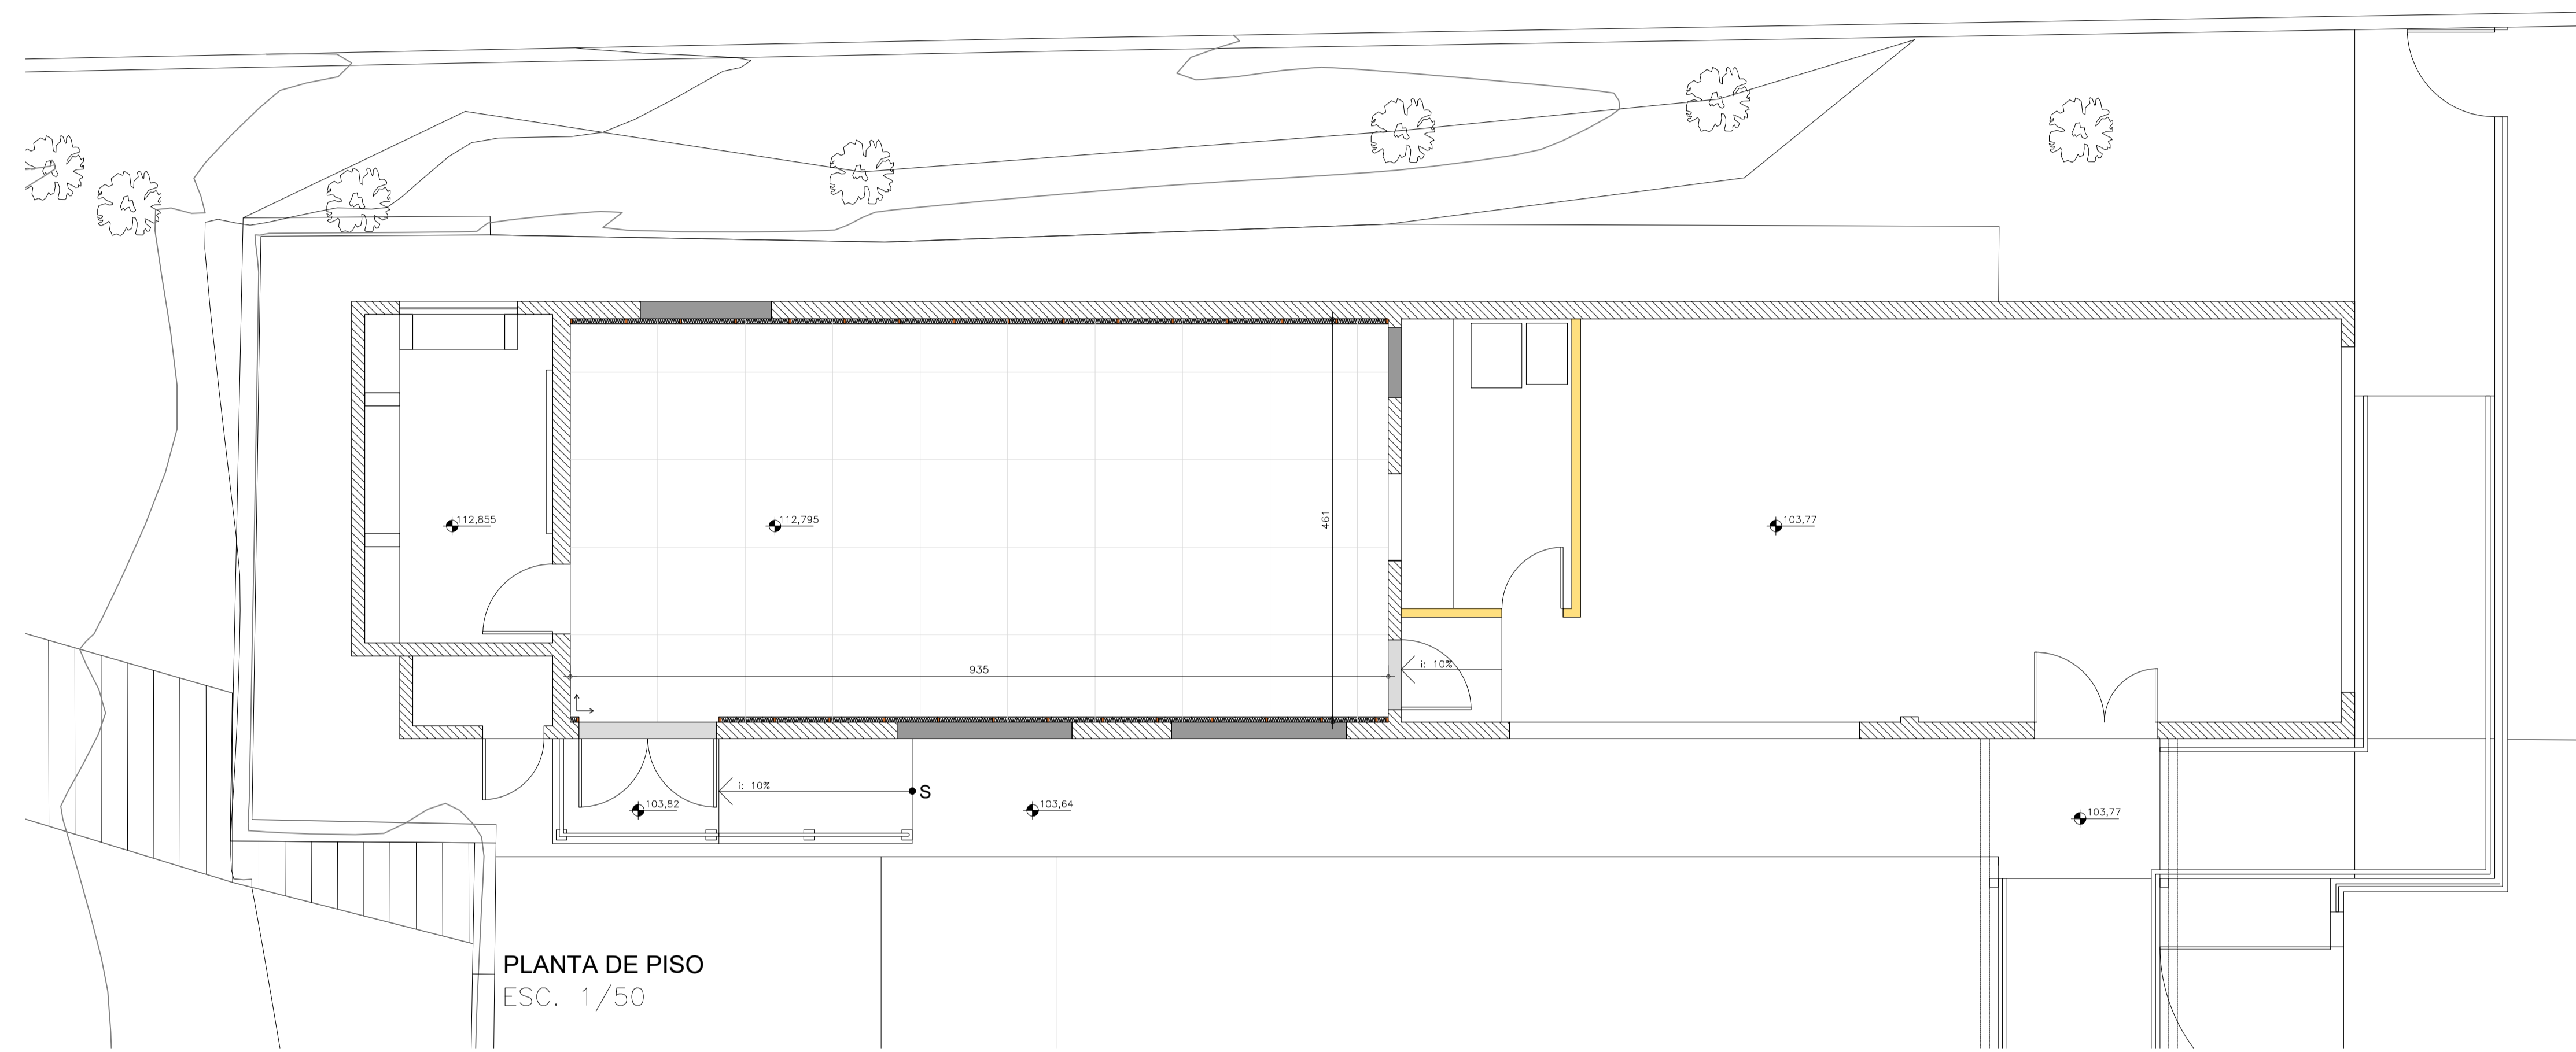 112,855
112,795
461
103,77
935
i: 10%
i: 10%
S
103,82
103,64
103,77
PLANTA DE PISO
ESC. 1/50